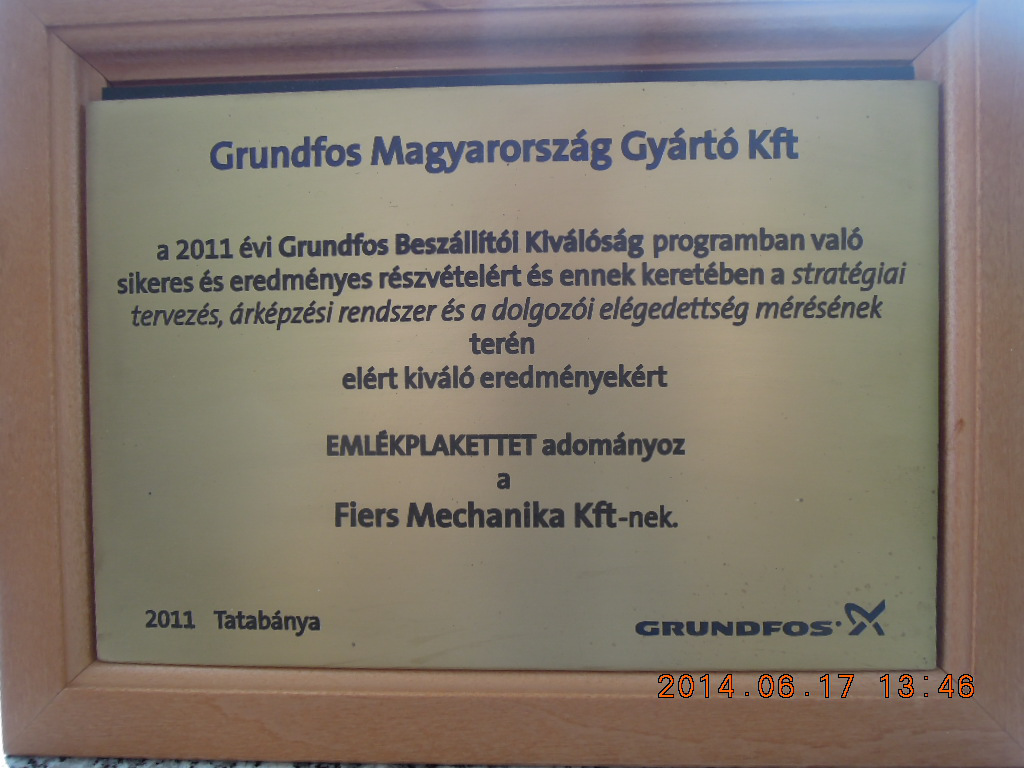 Grundfos Magyarország Gyártó Kft
a 2011 évi Grundfos Beszállítói Kiválóság programban való
sikeres és eredményes részvételért és ennek keretében a stratégiai
tervezés, árképzési rendszer és a dolgozói elégedettség mérésének
terén
elért kiváló eredményekért
EMLÉKPLAKETTET adományoz
a
Fiers Mechanika Kft-nek.
2011 Tatabánya
GRUNDFOS
2014.06.17 13:46